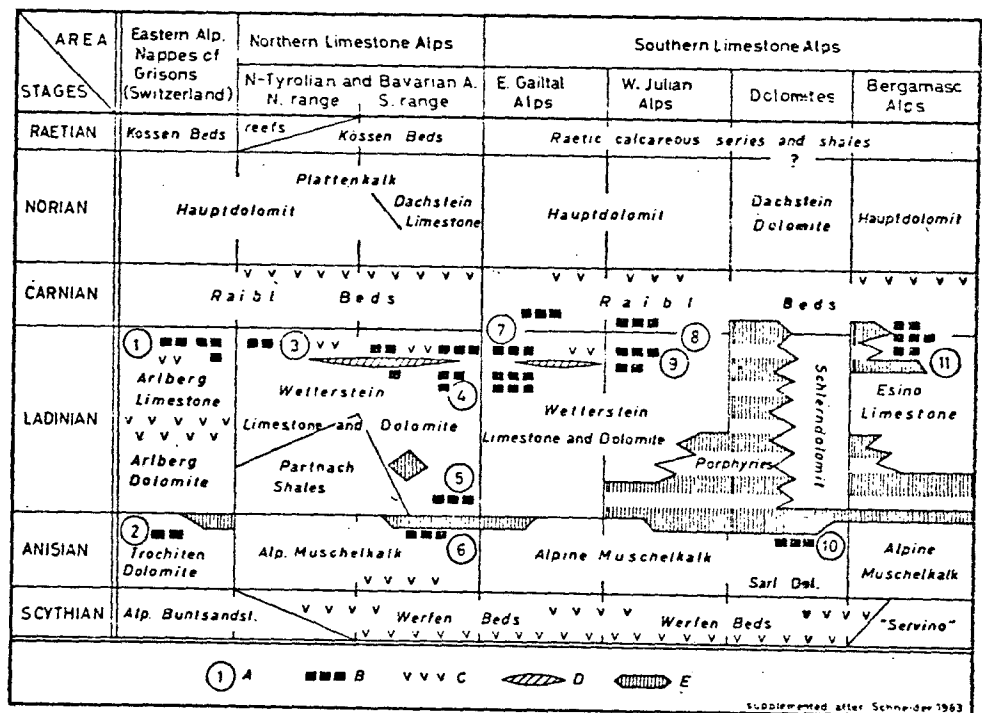 AREA
STAGES
Eastern Alp.
Nappes of
Grisons
(Switzerland)
Northern Limestone Alps
N-Tyrolian and Bavarian A.
N. range
S. range
Southern Limestone Alps
E. Gailtal
Alps
W. Julian
Alps
Dolomites
Bergamasc
Alps
RAETIAN
Kossen Beds
reefs
Kössen Beds
Raetic calcareous series and shales
?
NORIAN
Hauptdolomit
Plattenkalk
Dachstein
Limestone
Hauptdolomit
Dachstein
Dolomite
Hauptdolomit
v v v v v v v v v v
v v v v v
v v v v
CARNIAN
Raibl Beds
Raibl Beds
LADINIAN
1
v v
Arlberg
Limestone
v v v v v
v v v v
Arlberg
Dolomite
3
v v
v v
Wetterstein
4
Limestone and Dolomite
Partnach
Shales
5
7
8
v v
9
Wetterstein
Limestone and Dolomite
Porphyries
Schlerndolomit
11
Esino
Limestone
ANISIAN
2
Trochiten
Dolomite
Alp. Muschelkalk
6
v v v v
Alpine Muschelkalk
10
Sarl Dol.
Alpine
Muschelkalk
SCYTHIAN
Alp. Buntsandst.
v v v v
Werfen Beds
v v v v
Werfen Beds
v v v v
"Servino"
v v v v v v v v v v v v v v v v v v v v
1 A
B
v v v C
D
E
supplemented after Schneider 1963